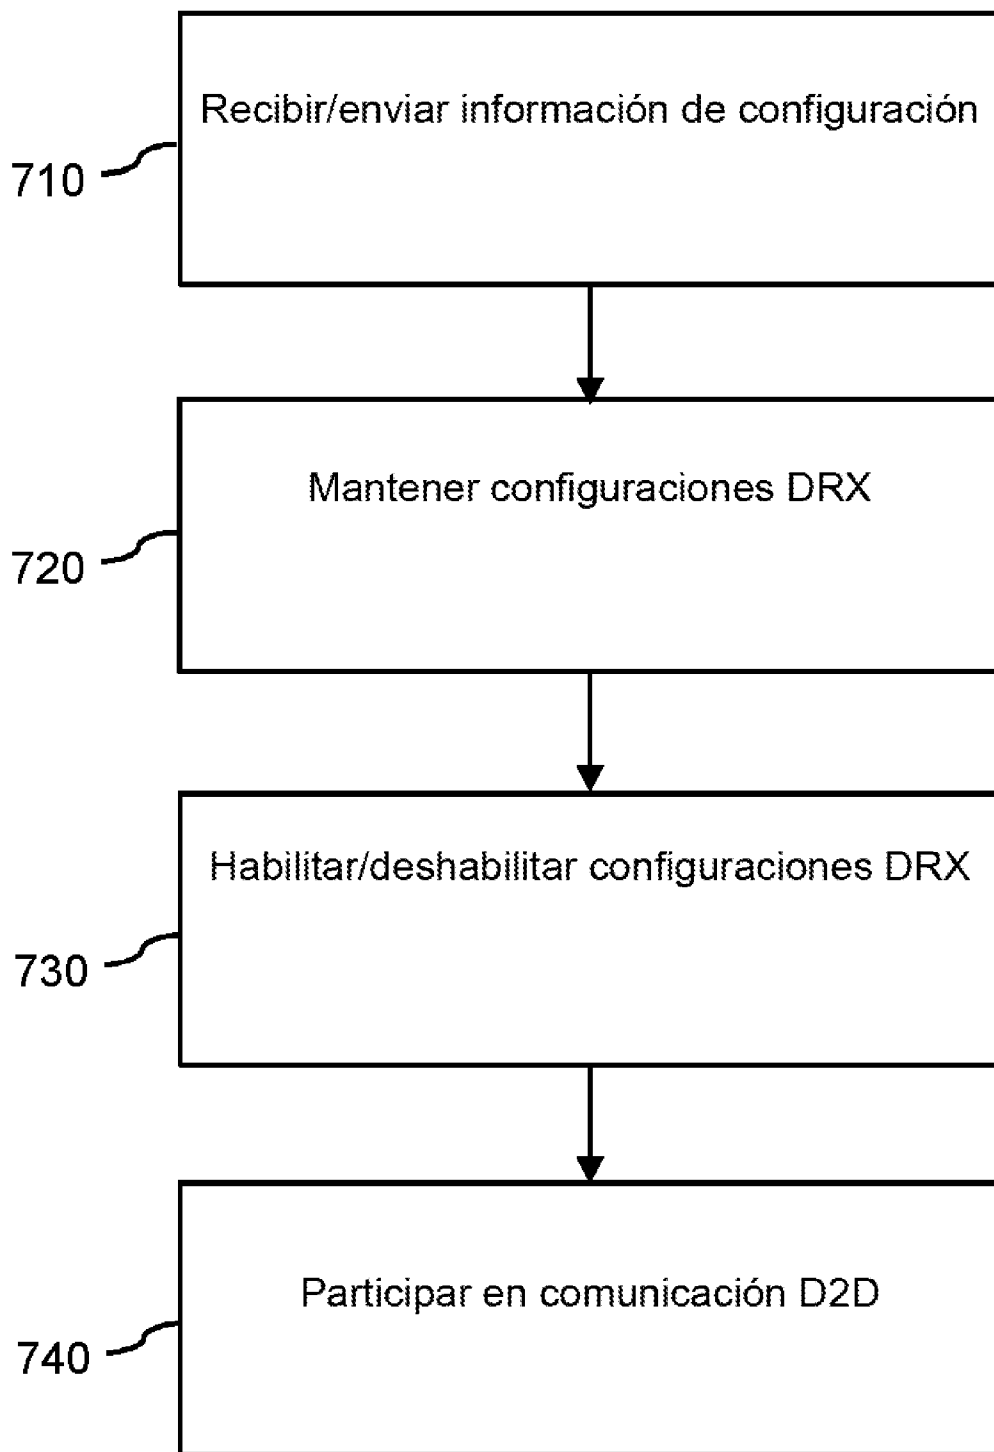 Recibir/enviar información de configuración
710
Mantener configuraciones DRX
720
Habilitar/deshabilitar configuraciones DRX
730
Participar en comunicación D2D
740